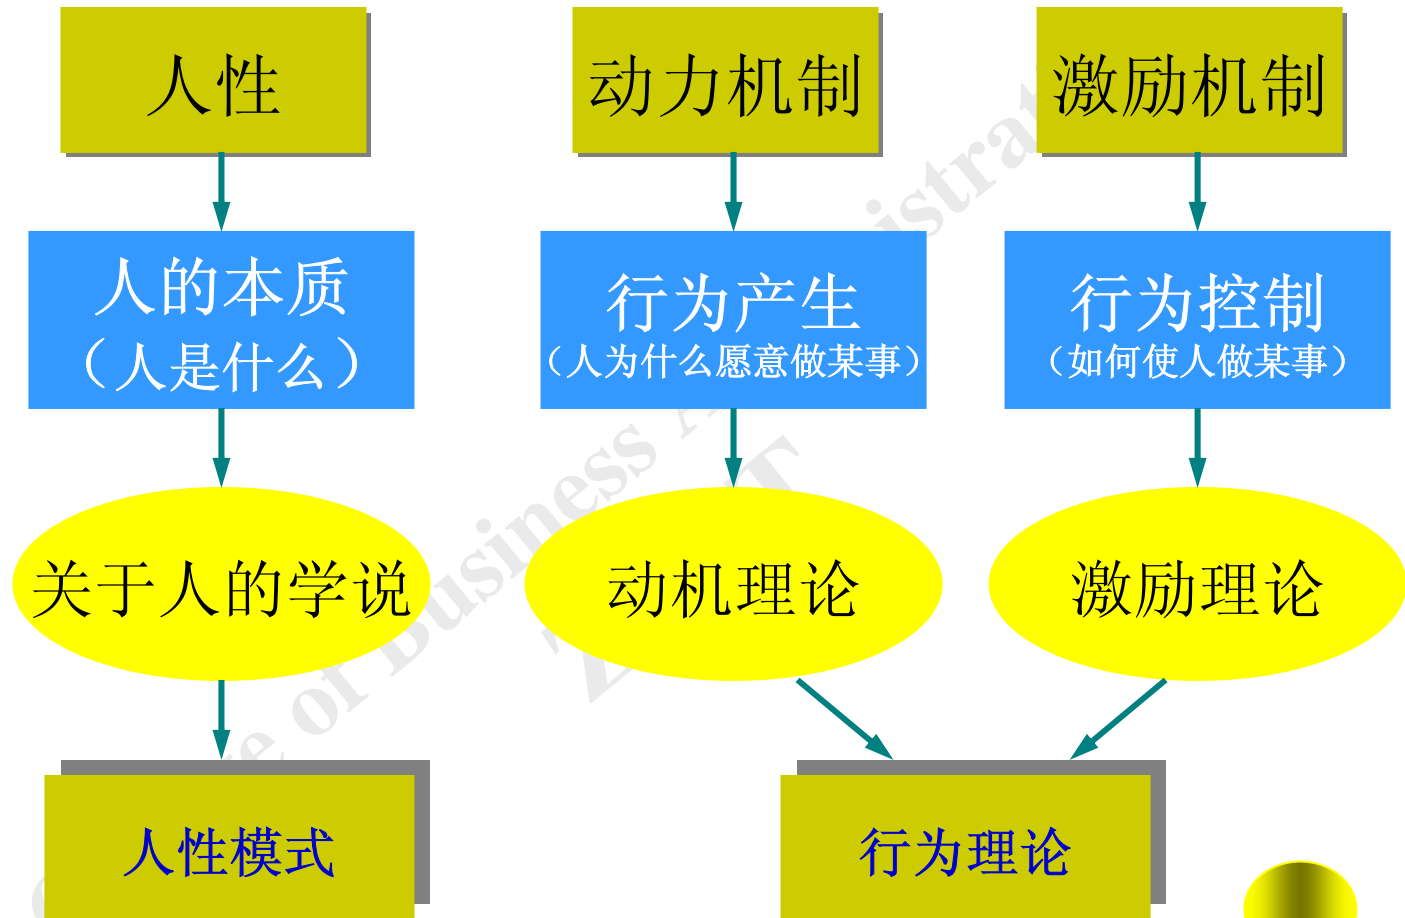 人性
动力机制
激励机制
人的本质
（人是什么）
行为产生
（人为什么愿意做某事）
行为控制
（如何使人做某事）
关于人的学说
动机理论
激励理论
人性模式
行为理论
of Business